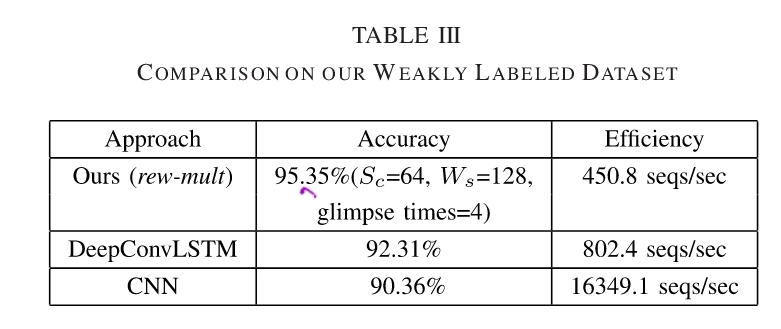 TABLE III
COMPARISON ON OUR WEAKLY LABELED DATASET
Approach Accuracy Efficiency
Ours (rew-mult) 95.35%(Sc=64, Ws=128, 450.8 seqs/sec
glimpse times=4)
DeepConvLSTM 92.31% 802.4 seqs/sec
CNN 90.36% 16349.1 seqs/sec